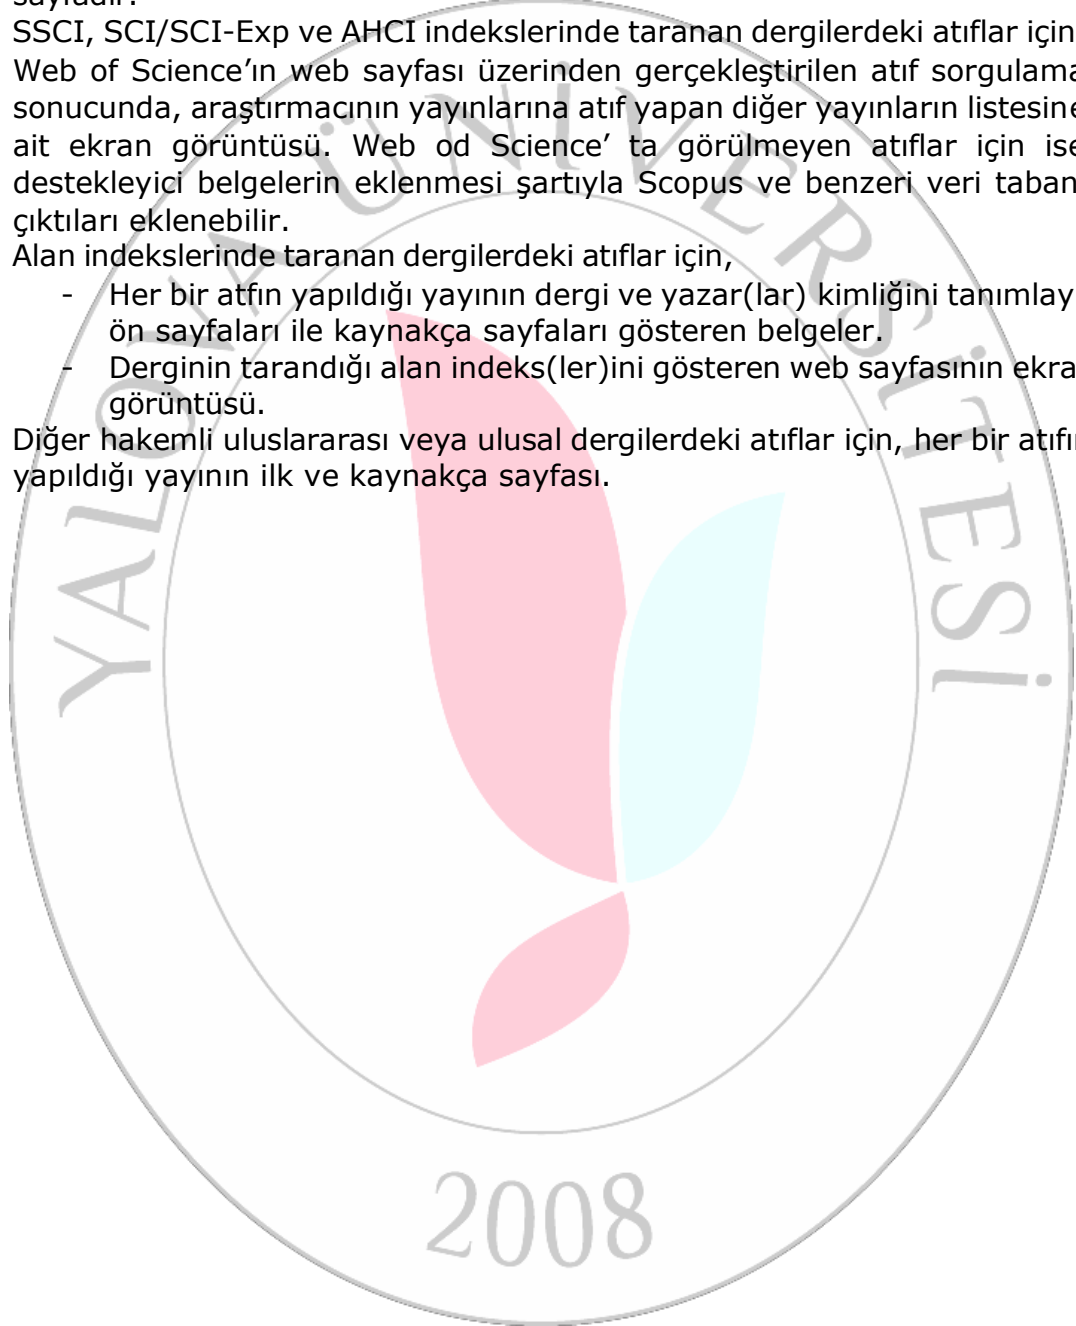 sayfadır.
SSCI, SCI/SCI-Exp ve AHCI indekslerinde taranan dergilerdeki atıflar için
Web of Science’ın web sayfası üzerinden gerçekleştirilen atıf sorgulama
sonucunda, araştırmacının yayınlarına atıf yapan diğer yayınların listesine
ait ekran görüntüsü. Web od Science’ ta görülmeyen atıflar için ise
destekleyici belgelerin eklenmesi şartıyla Scopus ve benzeri veri taban
çıktıları eklenebilir.
Alan indekslerinde taranan dergilerdeki atıflar için,
- Her bir atfın yapıldığı yayının dergi ve yazar(lar) kimliğini tanımlay
ön sayfaları ile kaynakça sayfaları gösteren belgeler.
- Derginin tarandığı alan indeks(ler)ini gösteren web sayfasının ekra
görüntüsü.
Diğer hakemli uluslararası veya ulusal dergilerdeki atıflar için, her bir atıfı
yapıldığı yayının ilk ve kaynakça sayfası.
YALOVA ÜNİVERSİTESİ
2008